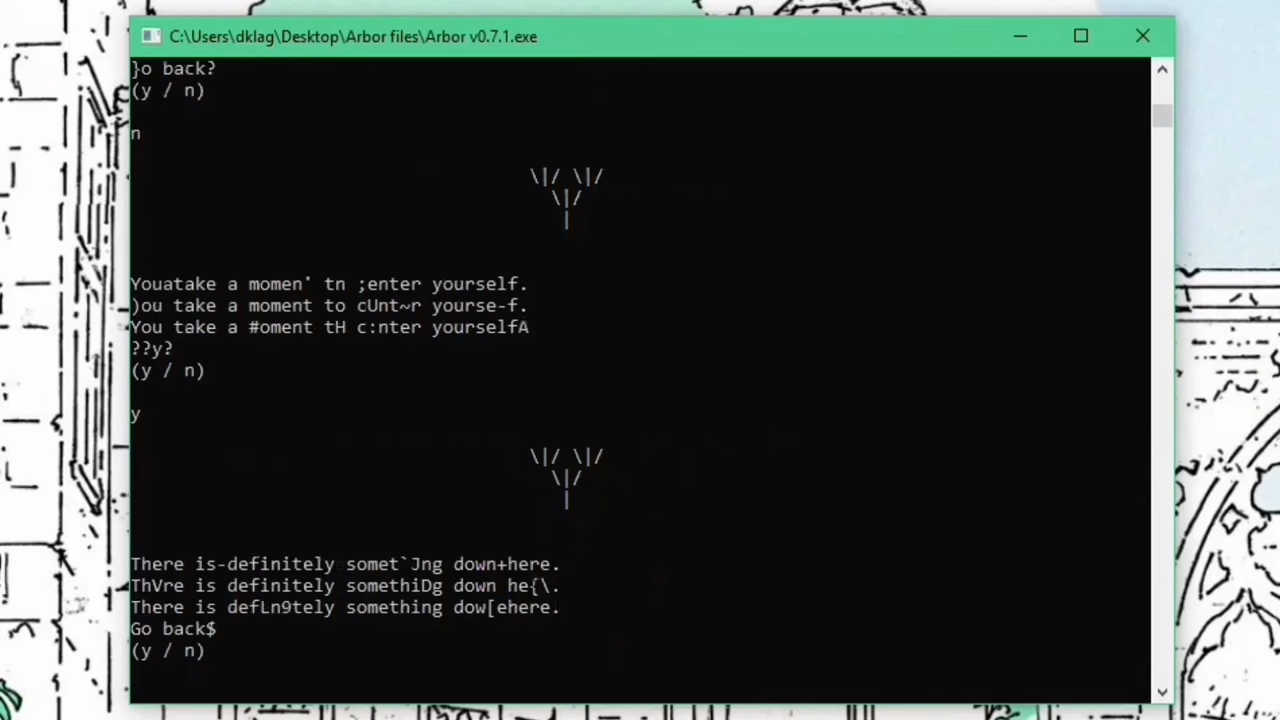 C:\Users\dklag\Desktop\Arbor files\Arbor v0.7.1.exe
}o back?
(y / n)
n
\|/ \|/
\|/
|
Youatake a momen' tn ;enter yourself.
)ou take a moment to cUnt~r yourse-f.
You take a #oment tH c:nter yourselfA
??y?
(y / n)
y
\|/ \|/
\|/
|
There is-definitely somet`Jng down+here.
ThVre is definitely somethiDg down he{\.
There is defLn9tely something dow[ehere.
Go back$
(y / n)